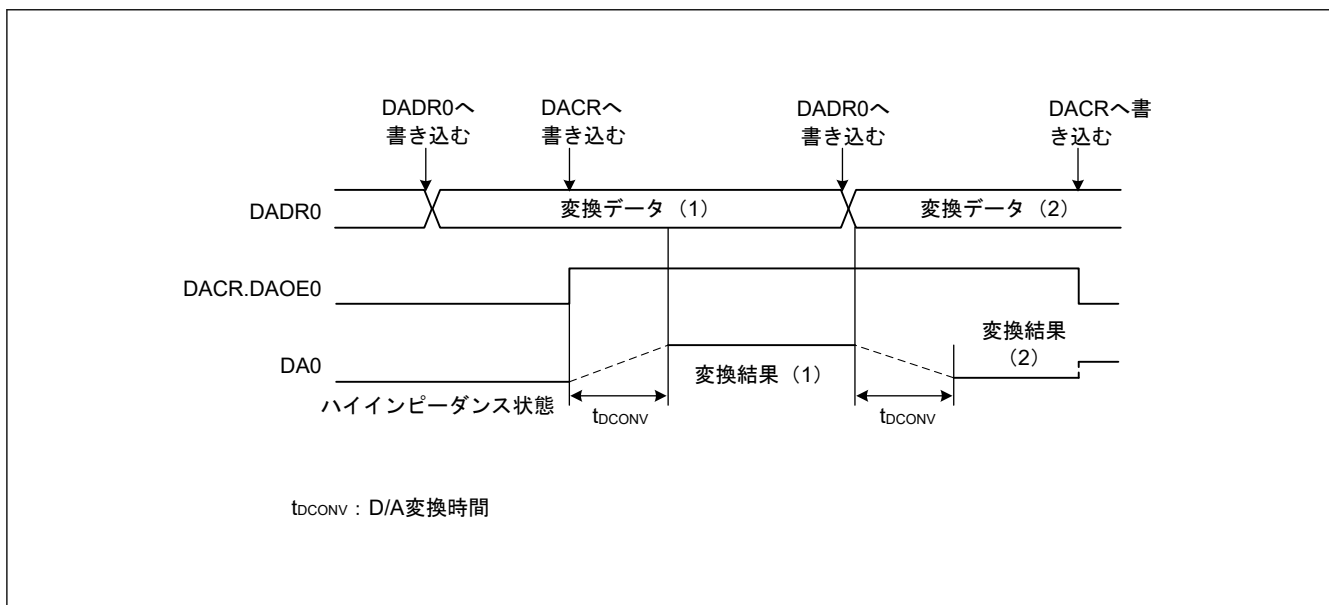 DADR0へ
書き込む
DACRへ
書き込む
DADR0へ
書き込む
DACRへ書
き込む
DADR0
変換データ（1）
変換データ（2）
DACR.DAOE0
DA0
変換結果（1）
変換結果
（2）
ハイインピーダンス状態
tDCONV
tDCONV
tDCONV：D/A変換時間